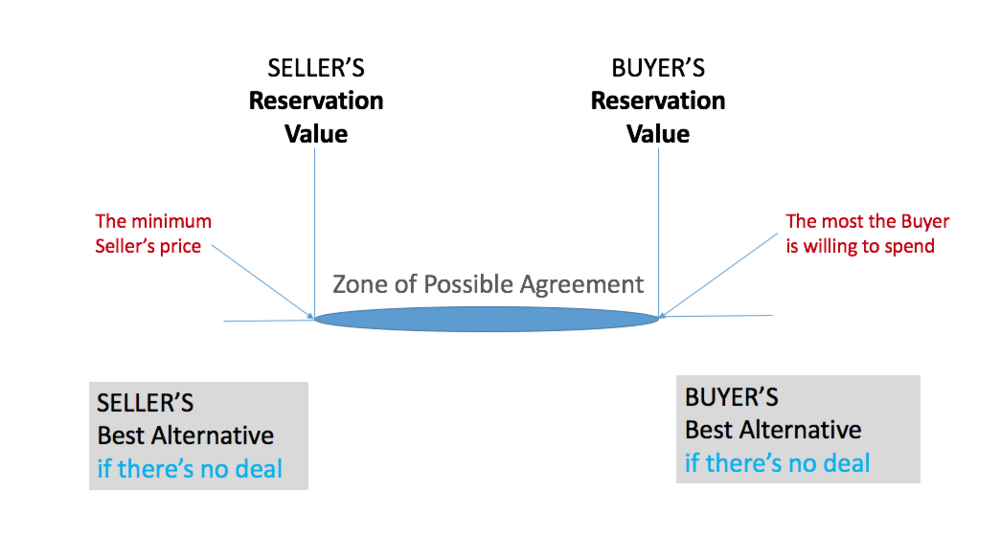 SELLER'S
Reservation
Value
BUYER'S
Reservation
Value
The minimum
Seller's price
The most the Buyer
is willing to spend
Zone of Possible Agreement
SELLER'S
Best Alternative
if there's no deal
BUYER'S
Best Alternative
if there's no deal